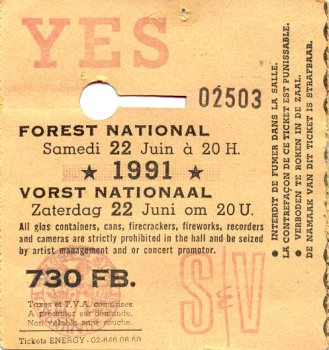 YES
02503
FOREST NATIONAL
Samedi 22 Juin à 20 H.
★ 1991 ★
VORST NATIONAAL
Zaterdag 22 Juni om 20 U.
All glas containers, cans, firecrackers, fireworks, recorders
and cameras are strictly prohibited in the hall and be seized
by artist management and or concert promotor.
730 FB.
Taxes et T.V.A. comprises
A présenter sur demande.
Non valable sans souche.
S&V
Tickets ENERGY - 02-646 06 60
- INTERDIT DE FUMER DANS LA SALLE.
LA CONTREFAÇON DE CE TICKET EST PUNISSABLE.
- VERBODEN TE ROKEN IN DE ZAAL.
DE NAMAAK VAN DIT TICKET IS STRAFBAAR.